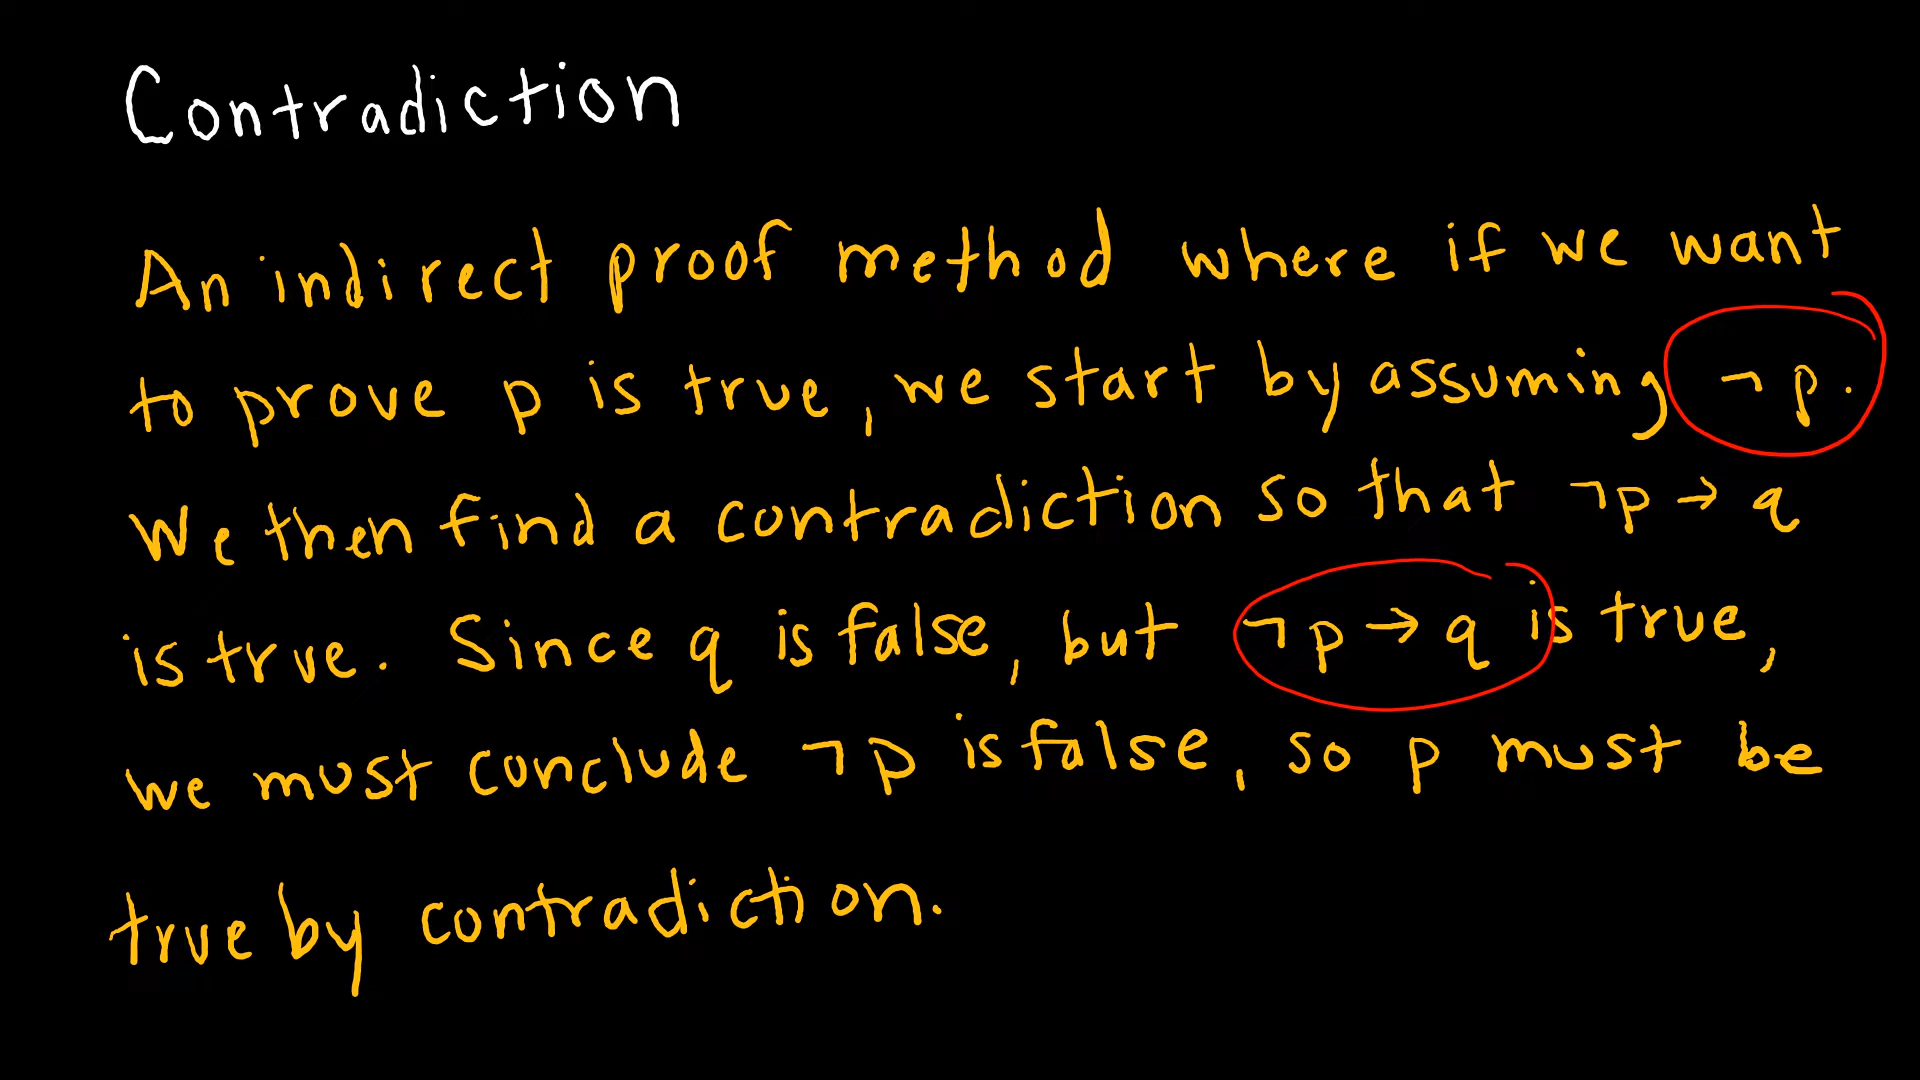 Contradiction
An indirect proof method where if we want
to prove p is true, we start by assuming ¬p.
We then find a contradiction so that ¬p → q
is true. Since q is false, but ¬p → q is true,
we must conclude ¬p is false, so p must be
true by contradiction.